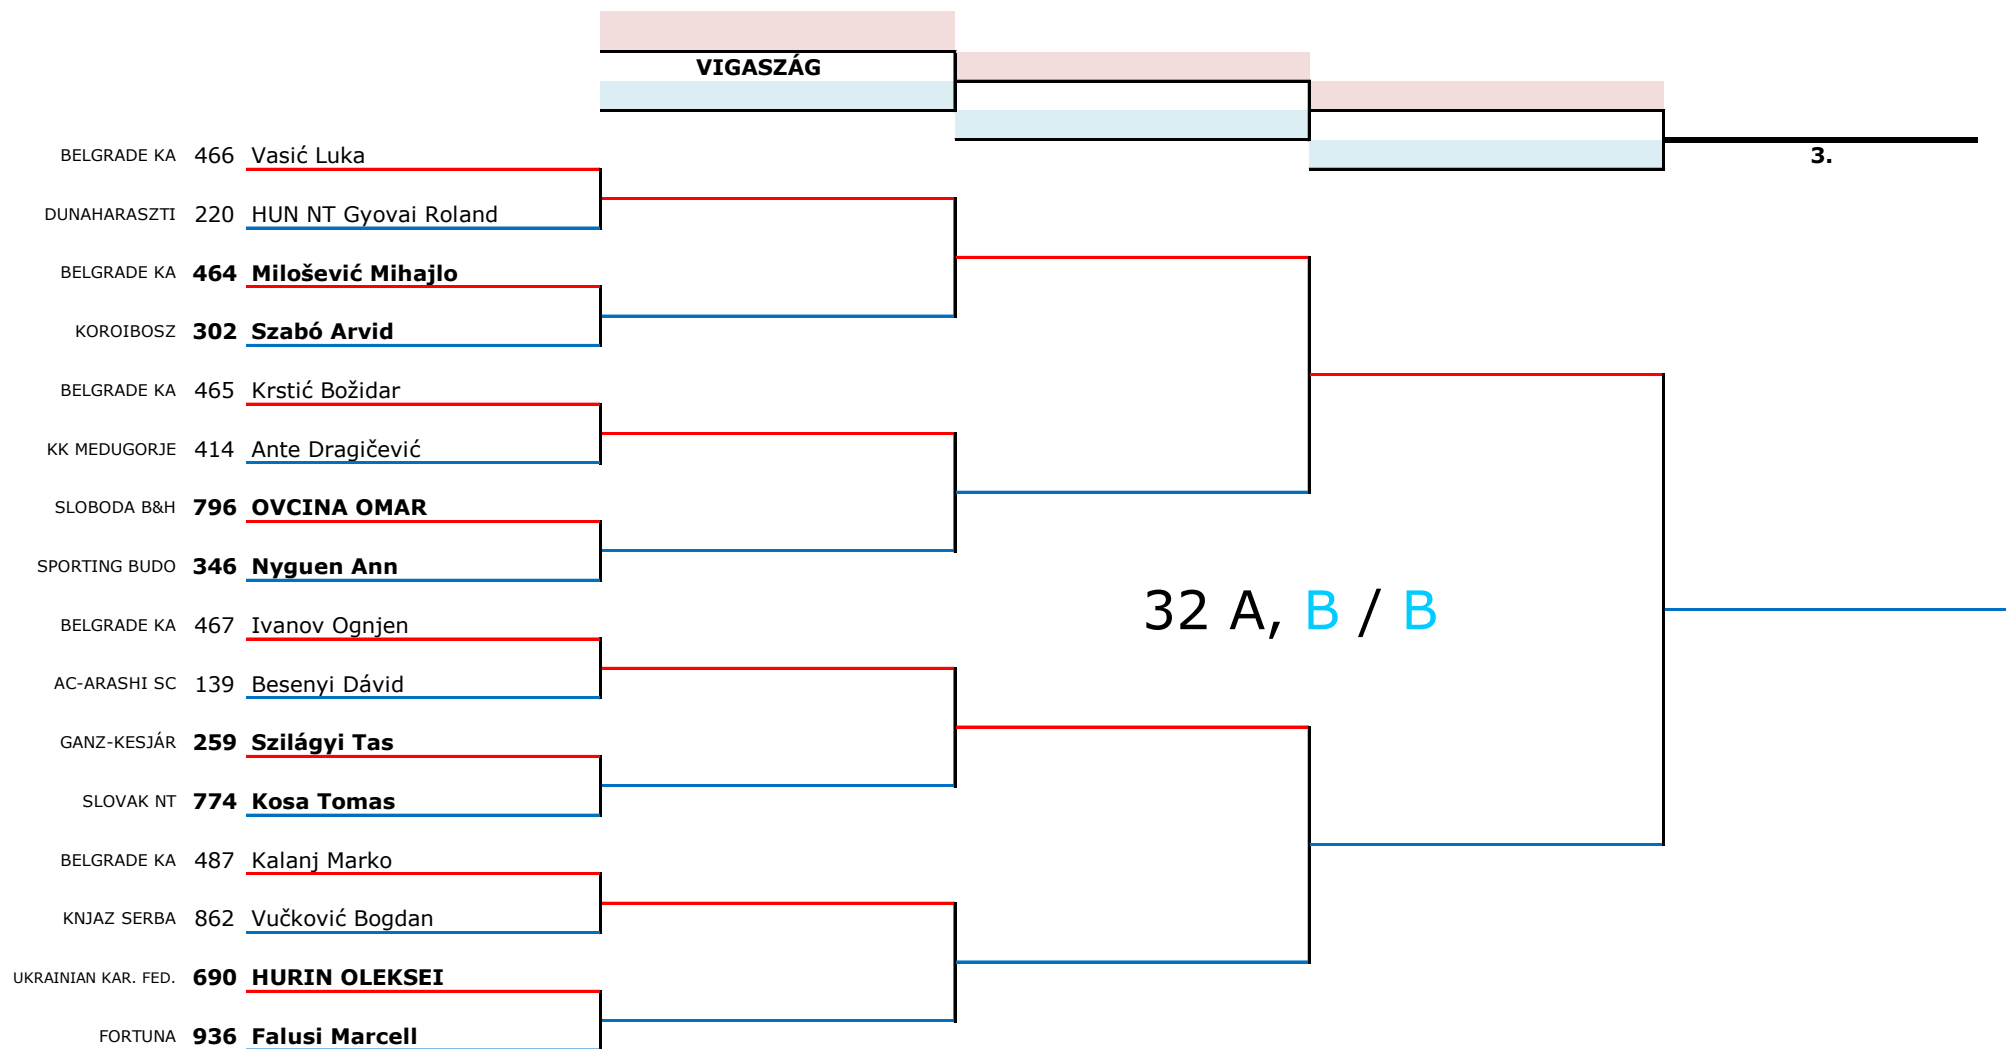 VIGASZÁG
3.
BELGRADE KA 466 Vasić Luka
DUNAHARASZTI 220 HUN NT Gyovai Roland
BELGRADE KA 464 Milošević Mihajlo
KOROIBOSZ 302 Szabó Arvid
BELGRADE KA 465 Krstić Božidar
KK MEDUGORJE 414 Ante Dragičević
SLOBODA B&H 796 OVCINA OMAR
SPORTING BUDO 346 Nyguen Ann
32 A, B / B
BELGRADE KA 467 Ivanov Ognjen
AC-ARASHI SC 139 Besenyi Dávid
GANZ-KESJÁR 259 Szilágyi Tas
SLOVAK NT 774 Kosa Tomas
BELGRADE KA 487 Kalanj Marko
KNJAZ SERBA 862 Vučković Bogdan
UKRAINIAN KAR. FED. 690 HURIN OLEKSEI
FORTUNA 936 Falusi Marcell